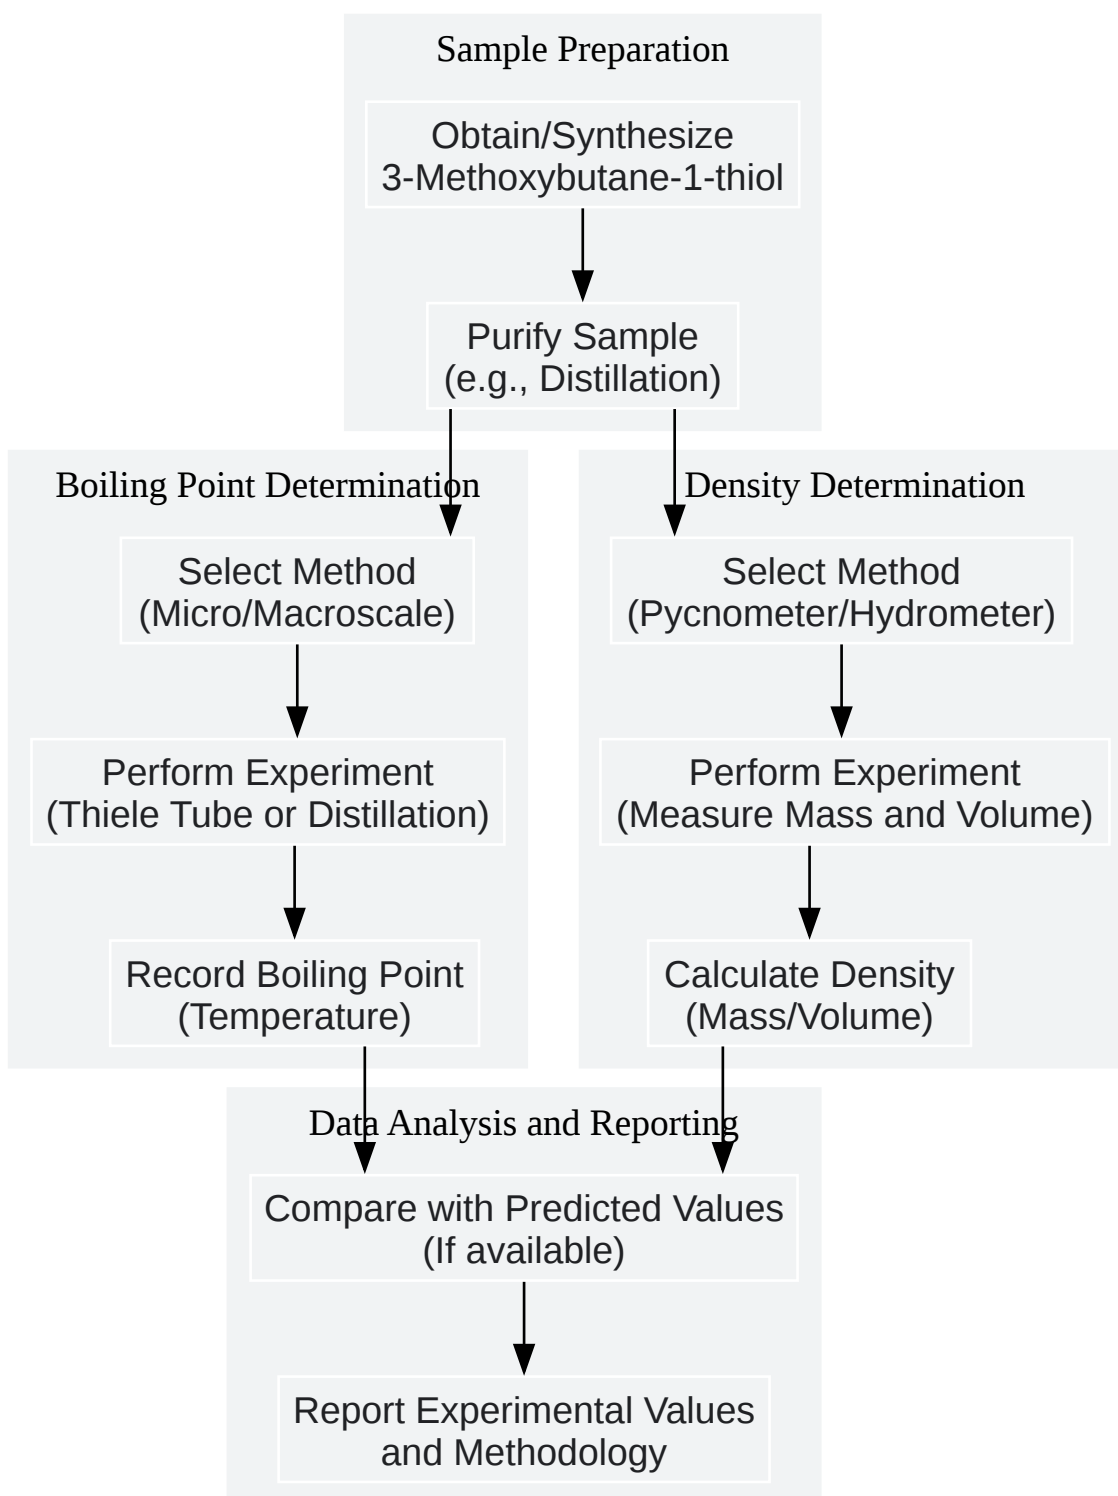 Sample Preparation
Obtain/Synthesize
3-Methoxybutane-1-thiol
Purify Sample
(e.g., Distillation)
Boiling Point Determination
Select Method
(Micro/Macroscale)
Perform Experiment
(Thiele Tube or Distillation)
Record Boiling Point
(Temperature)
Density Determination
Select Method
(Pycnometer/Hydrometer)
Perform Experiment
(Measure Mass and Volume)
Calculate Density
(Mass/Volume)
Data Analysis and Reporting
Compare with Predicted Values
(If available)
Report Experimental Values
and Methodology